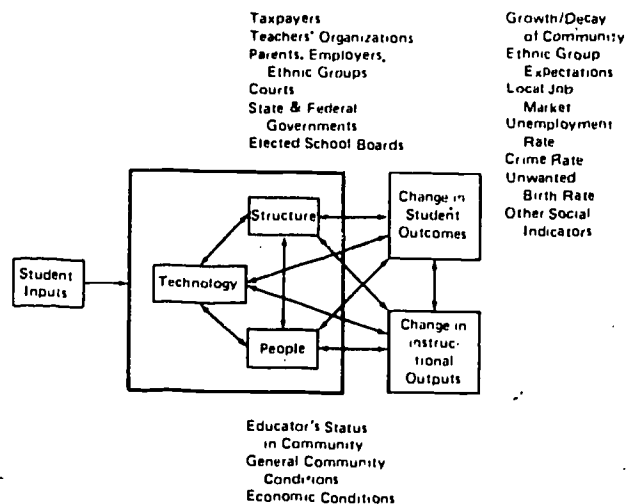 Taxpayers
Teachers' Organizations
Parents, Employers,
Ethnic Groups
Courts
State & Federal
Governments
Elected School Boards
Growth/Decay
of Community
Ethnic Group
Expectations
Local Job
Market
Unemployment
Rate
Crime Rate
Unwanted
Birth Rate
Other Social
Indicators
Student
Inputs
Structure
Technology
People
Change in
Student
Outcomes
Change in
Instruc-
tional
Outputs
Educator's Status
in Community
General Community
Conditions
Economic Conditions